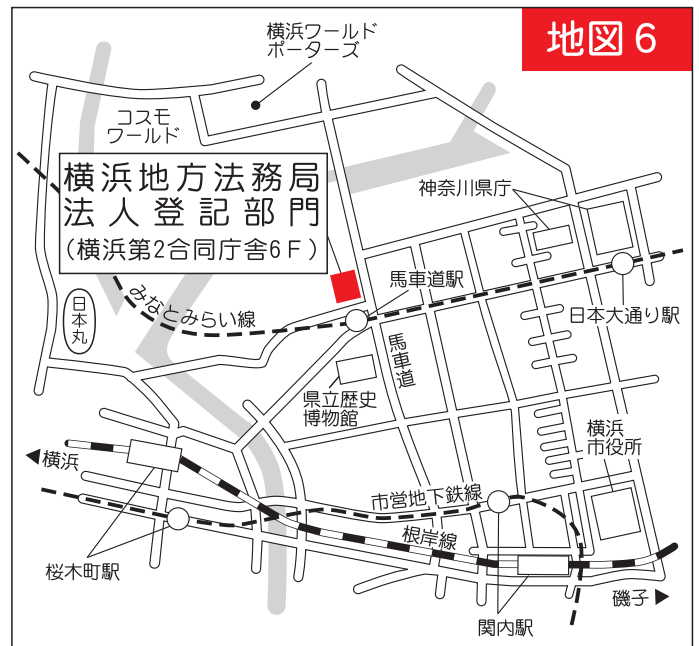 地図6
横浜ワールド
ポーターズ
コスモ
ワールド
横浜地方法務局
法人登記部門
(横浜第2合同庁舎6F)
神奈川県庁
馬車道駅
日本丸
みなとみらい線
日本大通り駅
馬車道
県立歴史
博物館
横浜
市役所
横浜
市営地下鉄線
根岸線
桜木町駅
磯子
関内駅